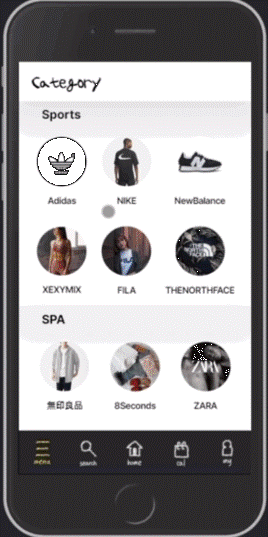 Category
Sports
Adidas NIKE NewBalance
XEXYMIX FILA THENORTHFACE
SPA
ZARA
無印良品 8Seconds ZARA
menu search home cal my